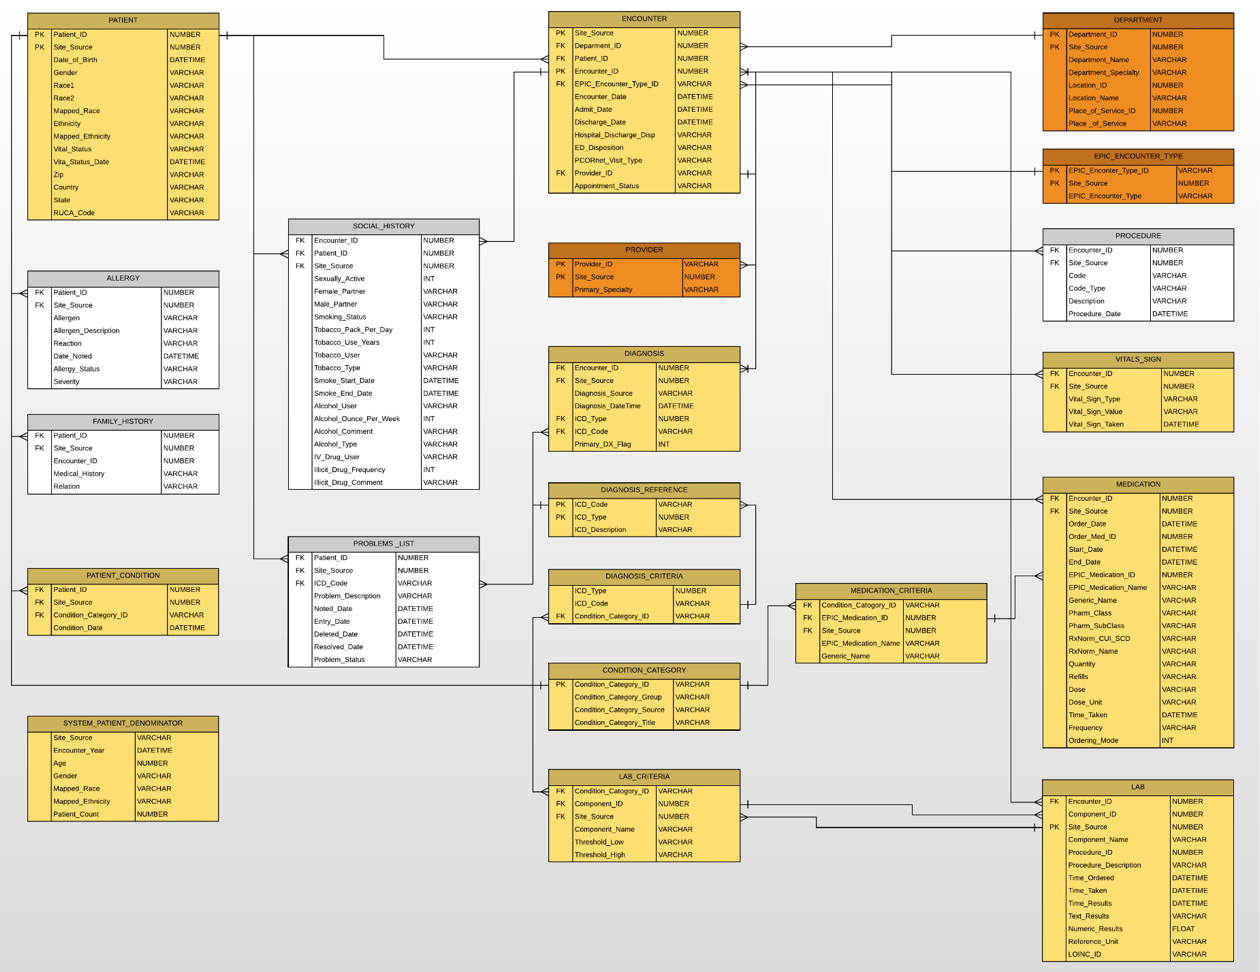 PATIENT
PK Patient_ID NUMBER
PK Site_Source NUMBER
Date_of_Birth DATETIME
Gender VARCHAR
Race1 VARCHAR
Race2 VARCHAR
Mapped_Race VARCHAR
Ethnicity VARCHAR
Mapped_Ethnicity VARCHAR
Vital_Status VARCHAR
Vita_Status_Date DATETIME
Zip VARCHAR
Country VARCHAR
State VARCHAR
RUCA_Code VARCHAR
ALLERGY
FK Patient_ID NUMBER
FK Site_Source NUMBER
Allergen VARCHAR
Allergen_Description VARCHAR
Reaction VARCHAR
Date_Noted DATETIME
Allergy_Status VARCHAR
Severity VARCHAR
FAMILY_HISTORY
FK Patient_ID NUMBER
FK Site_Source NUMBER
Encounter_ID NUMBER
Medical_History VARCHAR
Relation VARCHAR
PATIENT_CONDITION
FK Patient_ID NUMBER
FK Site_Source NUMBER
FK Condition_Category_ID VARCHAR
Condition_Date DATETIME
SYSTEM_PATIENT_DENOMINATOR
Site_Source VARCHAR
Encounter_Year DATETIME
Age NUMBER
Gender VARCHAR
Mapped_Race VARCHAR
Mapped_Ethnicity VARCHAR
Patient_Count NUMBER
SOCIAL_HISTORY
FK Encounter_ID NUMBER
FK Patient_ID NUMBER
FK Site_Source NUMBER
Sexually_Active INT
Female_Partner VARCHAR
Male_Partner VARCHAR
Smoking_Status VARCHAR
Tobacco_Pack_Per_Day INT
Tobacco_Use_Years INT
Tobacco_User VARCHAR
Tobacco_Type VARCHAR
Smoke_Start_Date DATETIME
Smoke_End_Date DATETIME
Alcohol_User VARCHAR
Alcohol_Ounce_Per_Week INT
Alcohol_Comment VARCHAR
Alcohol_Type VARCHAR
IV_Drug_User VARCHAR
Illicit_Drug_Frequency INT
Illicit_Drug_Comment VARCHAR
PROBLEMS _LIST
FK Patient_ID NUMBER
FK Site_Source NUMBER
FK ICD_Code VARCHAR
Problem_Description VARCHAR
Noted_Date DATETIME
Entry_Date DATETIME
Deleted_Date DATETIME
Resolved_Date DATETIME
Problem_Status VARCHAR
ENCOUNTER
PK Site_Source NUMBER
FK Deparment_ID NUMBER
FK Patient_ID NUMBER
PK Encounter_ID NUMBER
FK EPIC_Encounter_Type_ID VARCHAR
Encounter_Date DATETIME
Admit_Date DATETIME
Discharge_Date DATETIME
Hospital_Discharge_Disp VARCHAR
ED_Disposition VARCHAR
PCORnet_Visit_Type VARCHAR
FK Provider_ID VARCHAR
Appointment_Status VARCHAR
PROVIDER
PK Provider_ID VARCHAR
PK Site_Source NUMBER
Primary_Specialty VARCHAR
DIAGNOSIS
FK Encounter_ID NUMBER
FK Site_Source NUMBER
Diagnosis_Source VARCHAR
Diagnosis_DateTime DATETIME
FK ICD_Type NUMBER
FK ICD_Code VARCHAR
Primary_DX_Flag INT
DIAGNOSIS_REFERENCE
PK ICD_Code VARCHAR
PK ICD_Type NUMBER
ICD_Description VARCHAR
DIAGNOSIS_CRITERIA
ICD_Type NUMBER
ICD_Code VARCHAR
FK Condition_Category_ID VARCHAR
CONDITION_CATEGORY
PK Condition_Category_ID VARCHAR
Condition_Category_Group VARCHAR
Condition_Category_Source VARCHAR
Condition_Category_Title VARCHAR
LAB_CRITERIA
FK Condition_Catogory_ID VARCHAR
FK Component_ID NUMBER
FK Site_Source NUMBER
Component_Name VARCHAR
Threshold_Low VARCHAR
Threshold_High VARCHAR
MEDICATION_CRITERIA
FK Condition_Catogory_ID VARCHAR
FK EPIC_Medication_ID NUMBER
FK Site_Source NUMBER
EPIC_Medication_Name VARCHAR
Generic_Name VARCHAR
DEPARTMENT
PK Department_ID NUMBER
PK Site_Source NUMBER
Department_Name VARCHAR
Department_Specialty VARCHAR
Location_ID NUMBER
Location_Name VARCHAR
Place_of_Service_ID NUMBER
Place _of_Service VARCHAR
EPIC_ENCOUNTER_TYPE
PK EPIC_Enconter_Type_ID VARCHAR
PK Site_Source NUMBER
EPIC_Encounter_Type VARCHAR
PROCEDURE
FK Encounter_ID NUMBER
FK Site_Source NUMBER
Code VARCHAR
Code_Type VARCHAR
Description VARCHAR
Procedure_Date DATETIME
VITALS_SIGN
FK Encounter_ID NUMBER
FK Site_Source NUMBER
Vital_Sign_Type VARCHAR
Vital_Sign_Value VARCHAR
Vital_Sign_Taken DATETIME
MEDICATION
FK Encounter_ID NUMBER
FK Site_Source NUMBER
Order_Date DATETIME
Order_Med_ID NUMBER
Start_Date DATETIME
End_Date DATETIME
EPIC_Medication_ID NUMBER
EPIC_Medication_Name VARCHAR
Generic_Name VARCHAR
Pharm_Class VARCHAR
Pharm_SubClass VARCHAR
RxNorm_CUI_SCD VARCHAR
RxNorm_Name VARCHAR
Quantity VARCHAR
Refills VARCHAR
Dose VARCHAR
Dose_Unit VARCHAR
Time_Taken DATETIME
Frequency VARCHAR
Ordering_Mode INT
LAB
FK Encounter_ID NUMBER
Component_ID NUMBER
PK Site_Source NUMBER
Component_Name VARCHAR
Procedure_ID NUMBER
Procedure_Description VARCHAR
Time_Ordered DATETIME
Time_Taken DATETIME
Time_Results DATETIME
Text_Results VARCHAR
Numeric_Results FLOAT
Reference_Unit VARCHAR
LOINC_ID VARCHAR